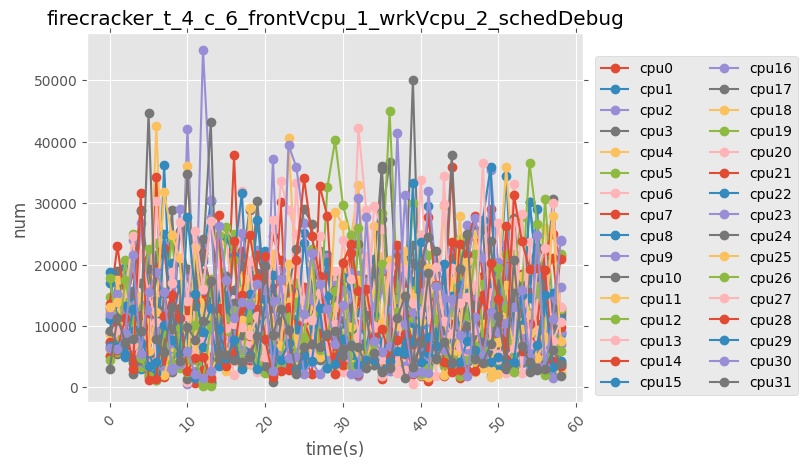 firecracker_t_4_c_6_frontVcpu_1_wrkVcpu_2_schedDebug
num
50000
40000
30000
20000
10000
0
0
10
20
30
40
50
60
time(s)
cpu0
cpu1
cpu2
cpu3
cpu4
cpu5
cpu6
cpu7
cpu8
cpu9
cpu10
cpu11
cpu12
cpu13
cpu14
cpu15
cpu16
cpu17
cpu18
cpu19
cpu20
cpu21
cpu22
cpu23
cpu24
cpu25
cpu26
cpu27
cpu28
cpu29
cpu30
cpu31